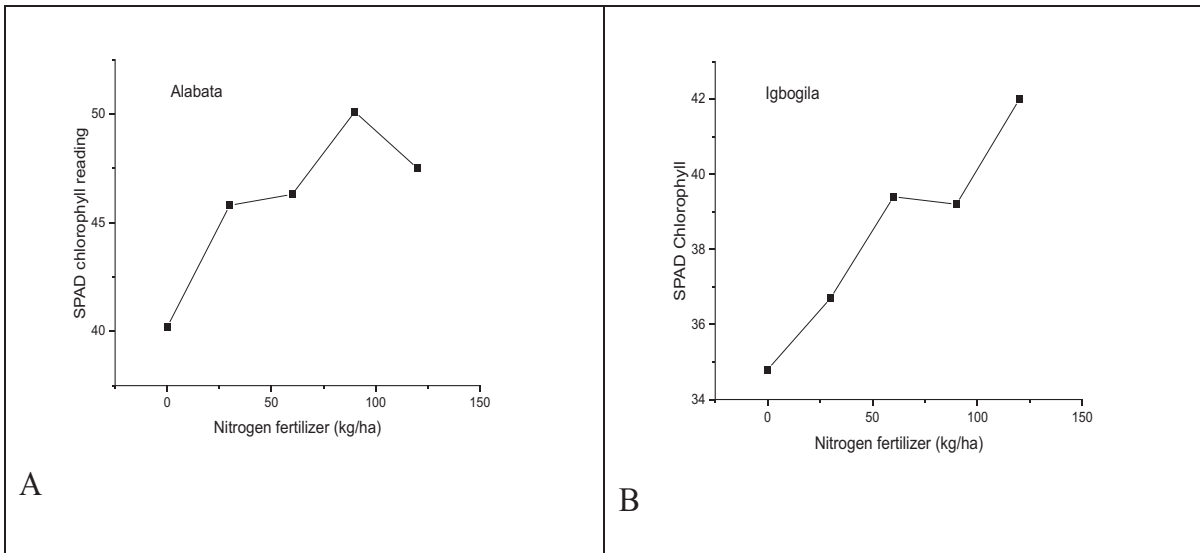 Alabata
SPAD chlorophyll reading
50
45
40
0
50
100
150
Nitrogen fertilizer (kg/ha)
A
Igbogila
SPAD Chlorophyll
42
40
38
36
34
0
50
100
150
Nitrogen fertilizer (kg/ha)
B